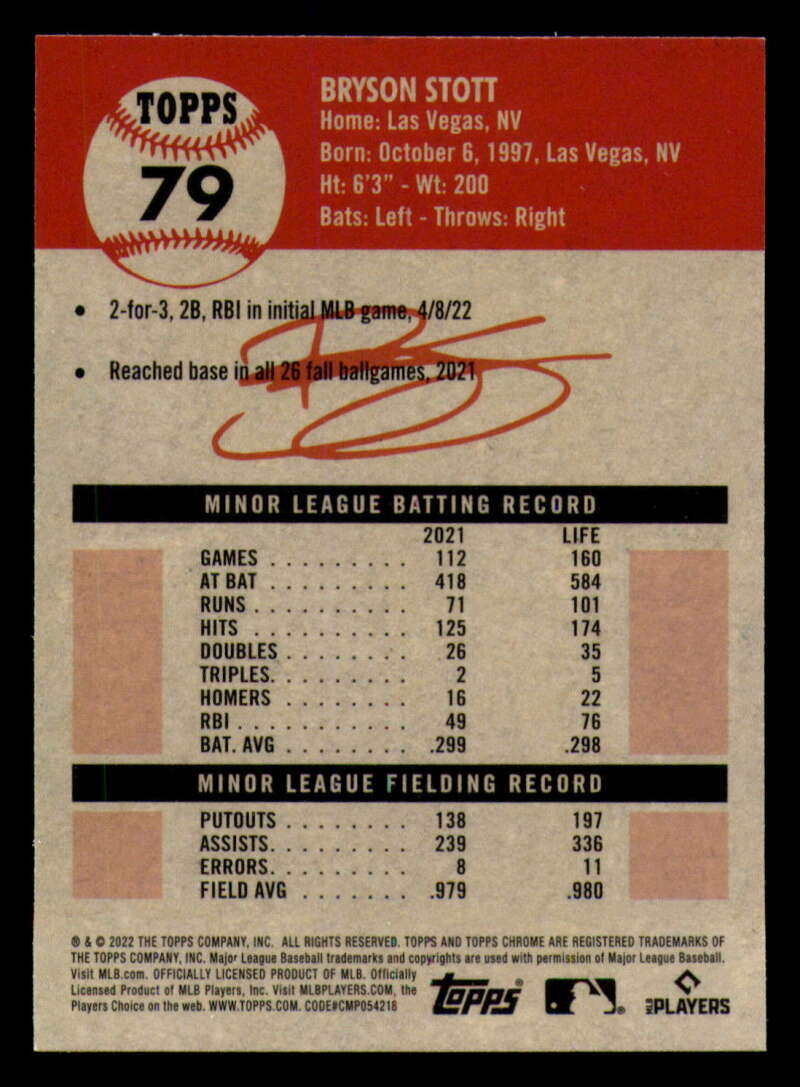 TOPPS
79
BRYSON STOTT
Home: Las Vegas, NV
Born: October 6, 1997, Las Vegas, NV
Ht: 6'3" - Wt: 200
Bats: Left - Throws: Right
• 2-for-3, 2B, RBI in initial MLB game, 4/8/22
• Reached base in all 26 fall ballgames, 2021
MINOR LEAGUE BATTING RECORD
2021 LIFE
GAMES . . . . . . . . . 112 160
AT BAT . . . . . . . . . 418 584
RUNS . . . . . . . . . . 71 101
HITS . . . . . . . . . . 125 174
DOUBLES . . . . . . . . 26 35
TRIPLES. . . . . . . . . 2 5
HOMERS . . . . . . . . 16 22
RBI . . . . . . . . . . . 49 76
BAT. AVG . . . . . . . . .299 .298
MINOR LEAGUE FIELDING RECORD
PUTOUTS . . . . . . . . 138 197
ASSISTS. . . . . . . . . 239 336
ERRORS. . . . . . . . . 8 11
FIELD AVG . . . . . . . .979 .980
® & © 2022 THE TOPPS COMPANY, INC. ALL RIGHTS RESERVED. TOPPS AND TOPPS CHROME ARE REGISTERED TRADEMARKS OF
THE TOPPS COMPANY, INC. Major League Baseball trademarks and copyrights are used with permission of Major League Baseball.
Visit MLB.com. OFFICIALLY LICENSED PRODUCT OF MLB. Officially
Licensed Product of MLB Players, Inc. Visit MLBPLAYERS.COM, the
Players Choice on the web. WWW.TOPPS.COM. CODE#CMP054218
Topps®
MLB PLAYERS